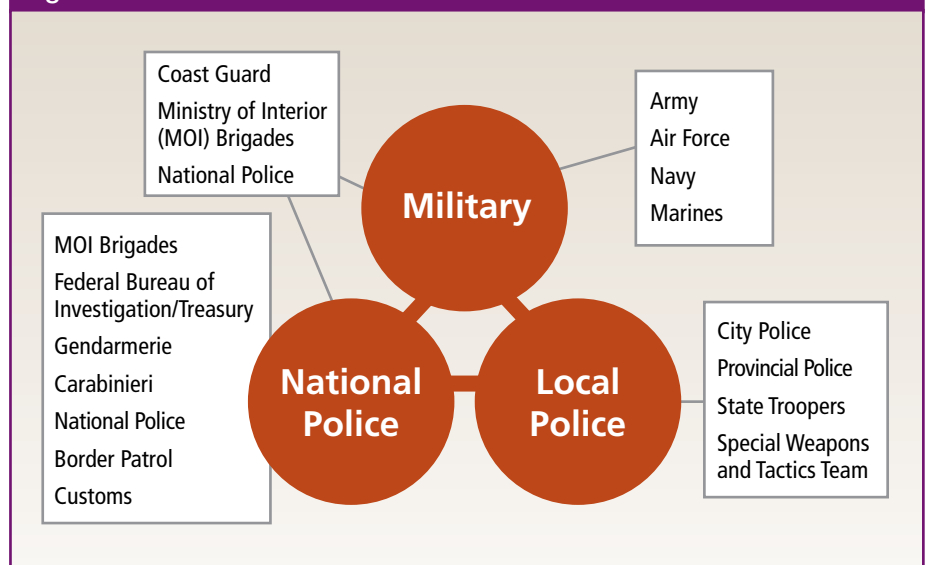 Coast Guard
Ministry of Interior
(MOI) Brigades
National Police
Army
Air Force
Navy
Marines
Military
MOI Brigades
Federal Bureau of
Investigation/Treasury
Gendarmerie
Carabinieri
National Police
Border Patrol
Customs
National
Police
Local
Police
City Police
Provincial Police
State Troopers
Special Weapons
and Tactics Team